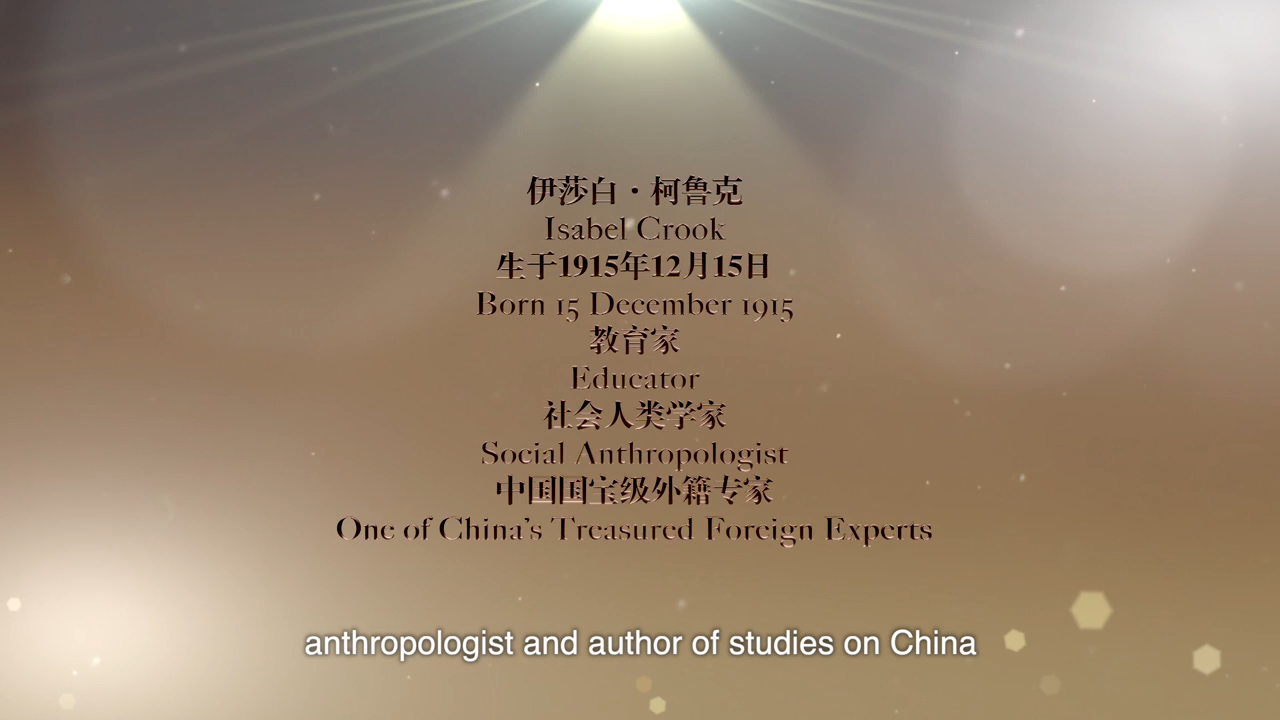 伊莎白·柯鲁克
Isabel Crook
生于1915年12月15日
Born 15 December 1915
教育家
Educator
社会人类学家
Social Anthropologist
中国国宝级外籍专家
One of China's Treasured Foreign Experts
anthropologist and author of studies on China